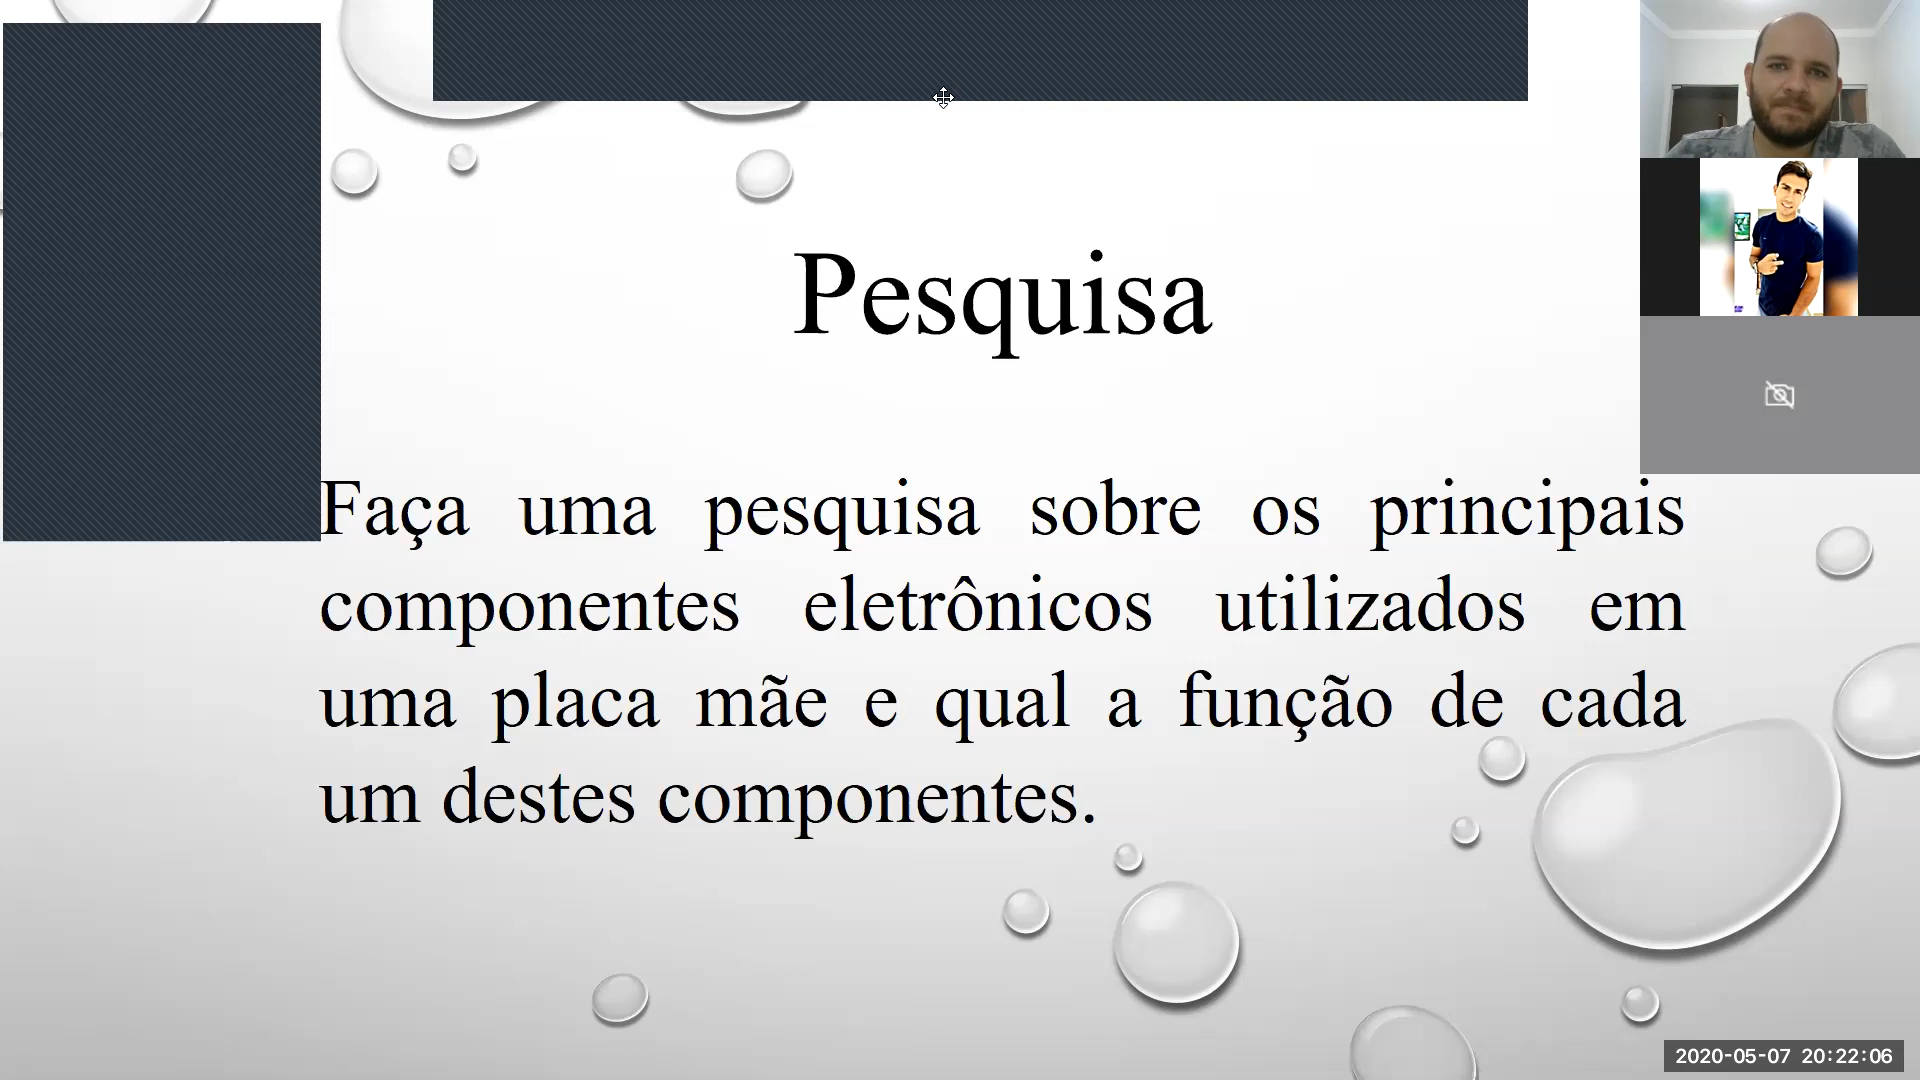 Pesquisa
Faça uma pesquisa sobre os principais
componentes eletrônicos utilizados em
uma placa mãe e qual a função de cada
um destes componentes.
2020-05-07 20:22:06